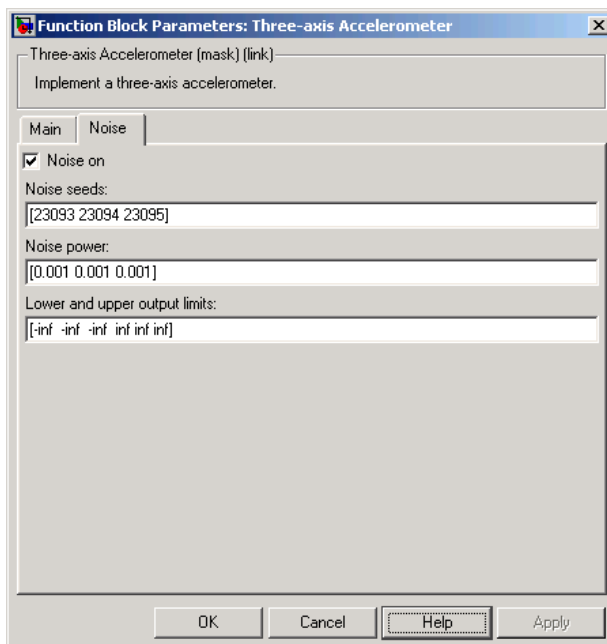 Function Block Parameters: Three-axis Accelerometer
Three-axis Accelerometer (mask) (link)
Implement a three-axis accelerometer.
Main Noise
Noise on
Noise seeds:
[23093 23094 23095]
Noise power:
[0.001 0.001 0.001]
Lower and upper output limits:
[-inf -inf -inf inf inf inf]
OK Cancel Help Apply